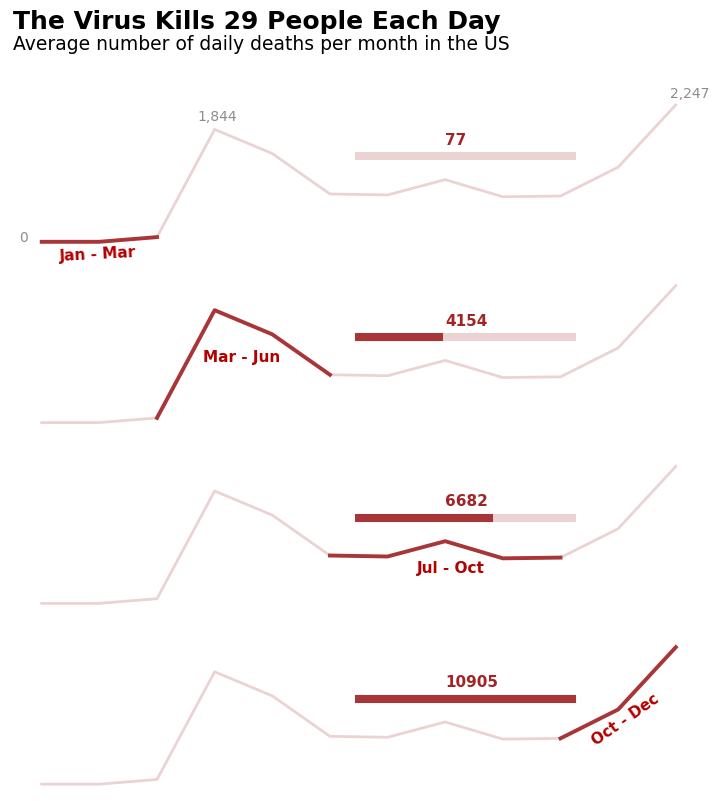 The Virus Kills 29 People Each Day
Average number of daily deaths per month in the US
2,247
1,844
77
0
Jan - Mar
4154
Mar - Jun
6682
Jul - Oct
10905
Oct - Dec